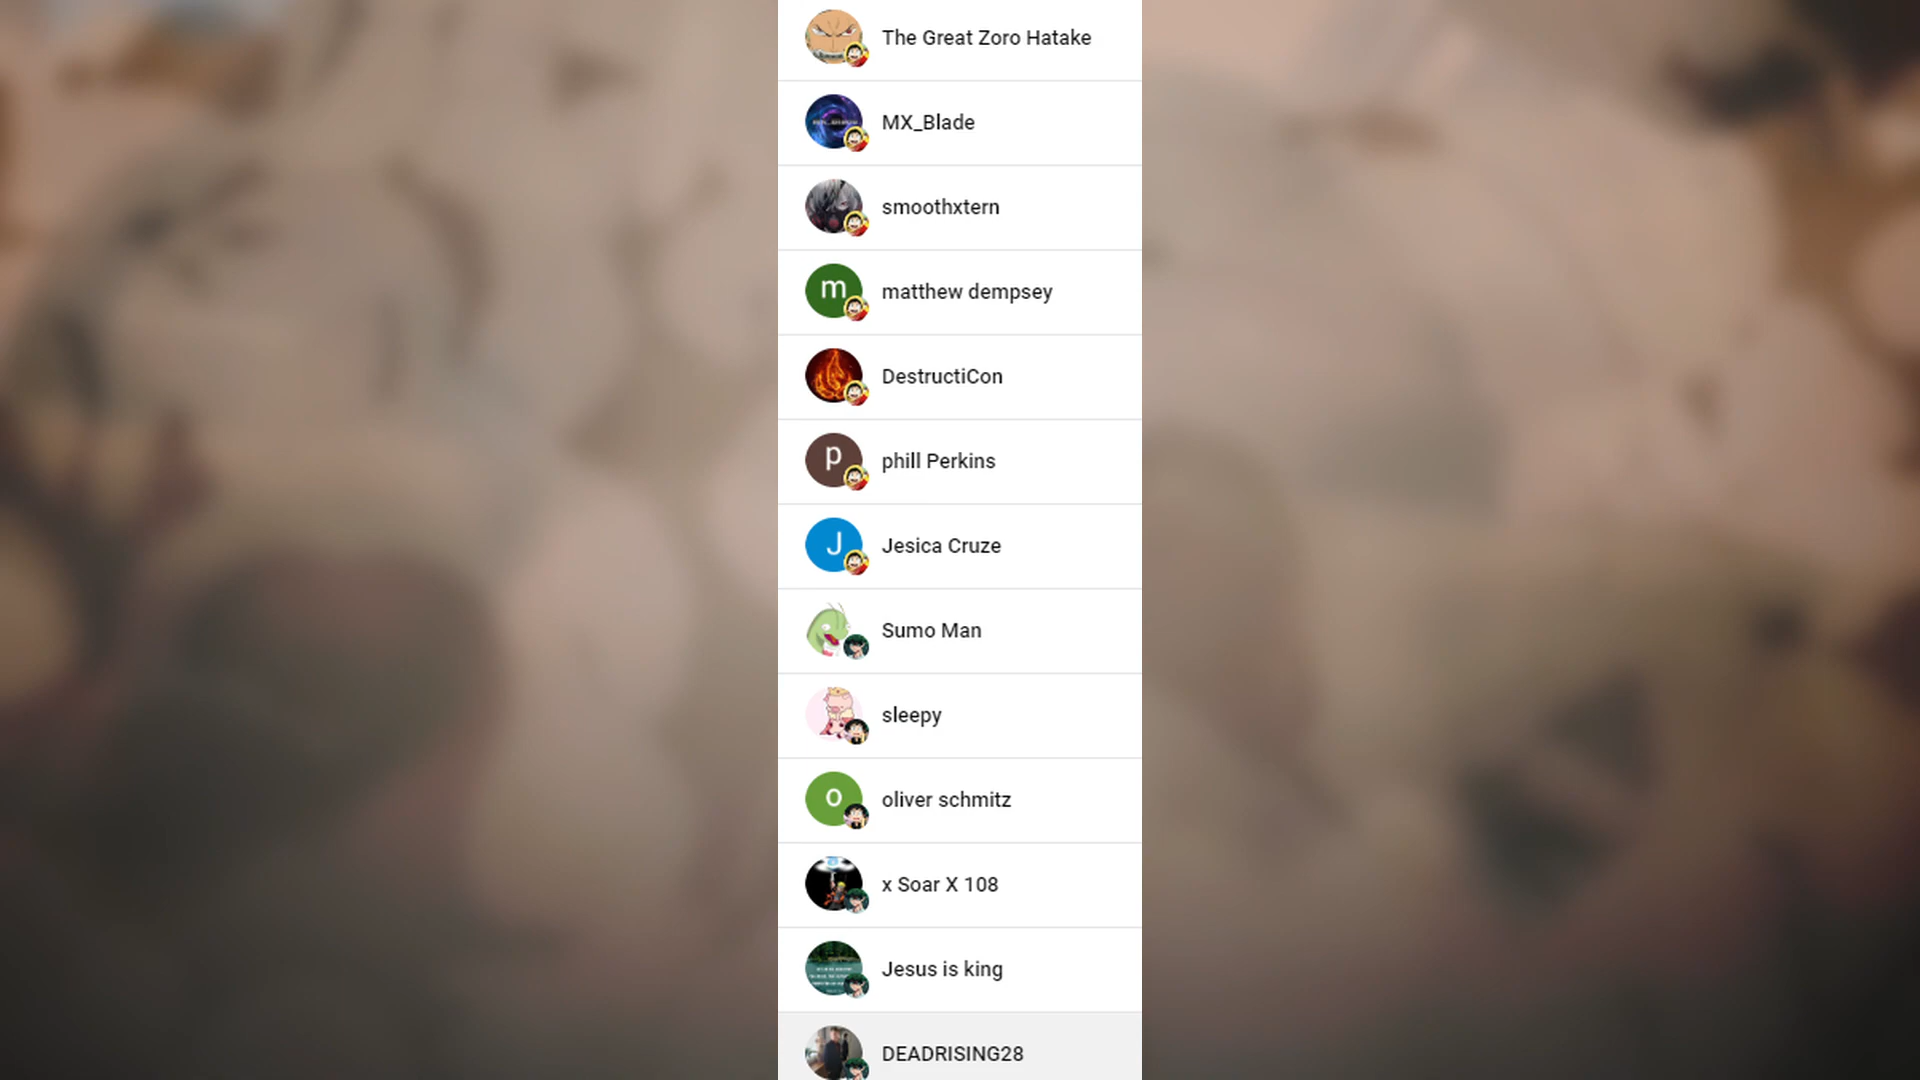 The Great Zoro Hatake
MX_Blade
smoothxtern
m
matthew dempsey
DestructiCon
p
phill Perkins
J
Jesica Cruze
Sumo Man
sleepy
o
oliver schmitz
x Soar X 108
Jesus is king
DEADRISING28